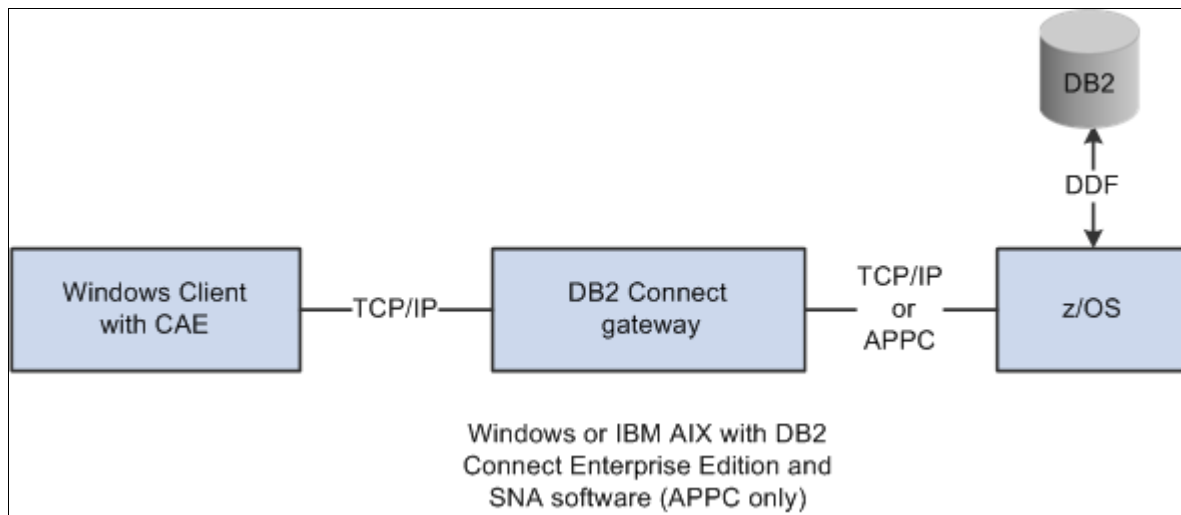 DB2
DDF
Windows Client
with CAE
TCP/IP
DB2 Connect
gateway
TCP/IP
or
APPC
z/OS
Windows or IBM AIX with DB2
Connect Enterprise Edition and
SNA software (APPC only)